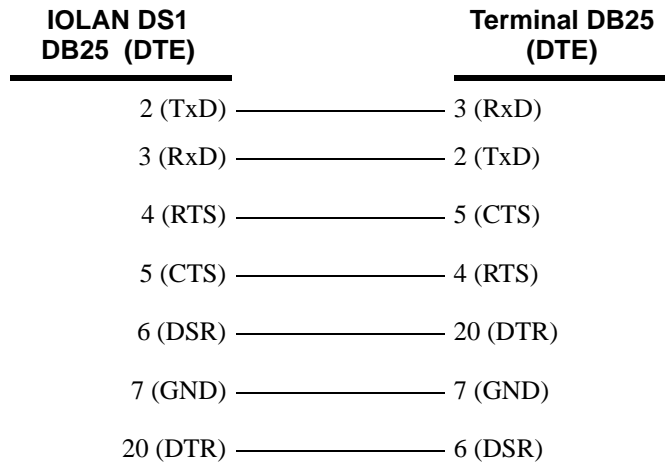 IOLAN DS1
DB25 (DTE)
Terminal DB25
(DTE)
2 (TxD) 3 (RxD)
3 (RxD) 2 (TxD)
4 (RTS) 5 (CTS)
5 (CTS) 4 (RTS)
6 (DSR) 20 (DTR)
7 (GND) 7 (GND)
20 (DTR) 6 (DSR)